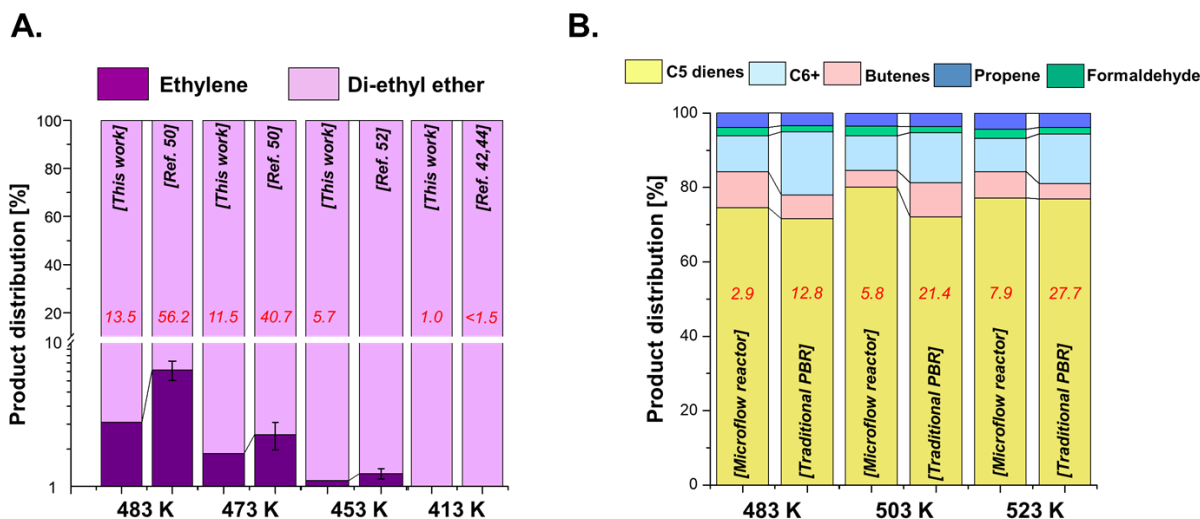 A.
Ethylene
Di-ethyl ether
Product distribution [%]
100
80
60
40
20
10
1
[This work]
[Ref. 50]
[This work]
[Ref. 50]
[This work]
[Ref. 52]
[This work]
[Ref. 42,44]
13.5
56.2
11.5
40.7
5.7
1.0
<1.5
483 K
473 K
453 K
413 K
B.
C5 dienes
C6+
Butenes
Propene
Formaldehyde
Product distribution [%]
100
80
60
40
20
0
2.9
12.8
5.8
21.4
7.9
27.7
[Microflow reactor]
[Traditional PBR]
[Microflow reactor]
[Traditional PBR]
[Microflow reactor]
[Traditional PBR]
483 K
503 K
523 K